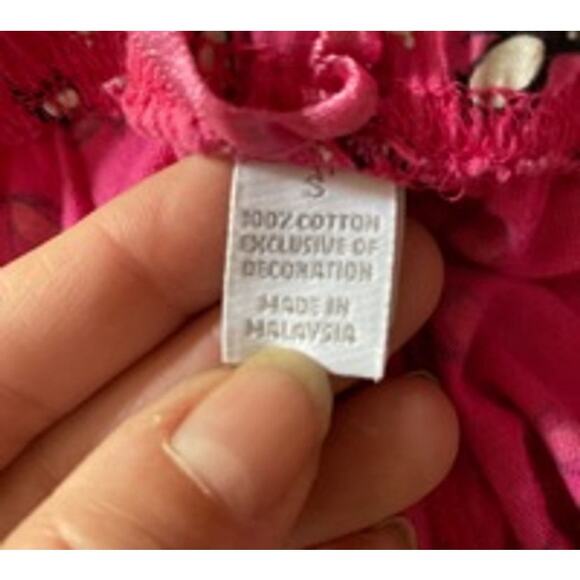 S
100% COTTON
EXCLUSIVE OF
DECORATION
MADE IN
MALAYSIA